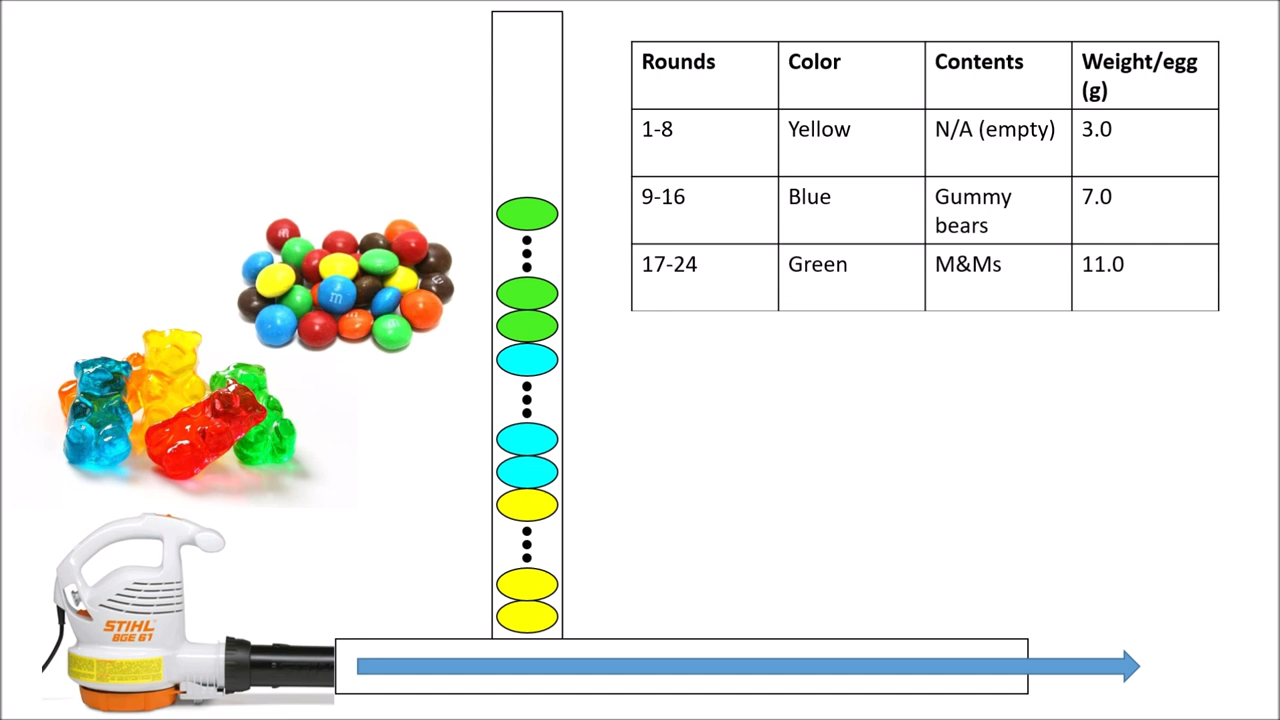 Rounds Color Contents Weight/egg
(g)
1-8 Yellow N/A (empty) 3.0
9-16 Blue Gummy 7.0
bears
17-24 Green M&Ms 11.0
m
m
STIHL
BGE 61